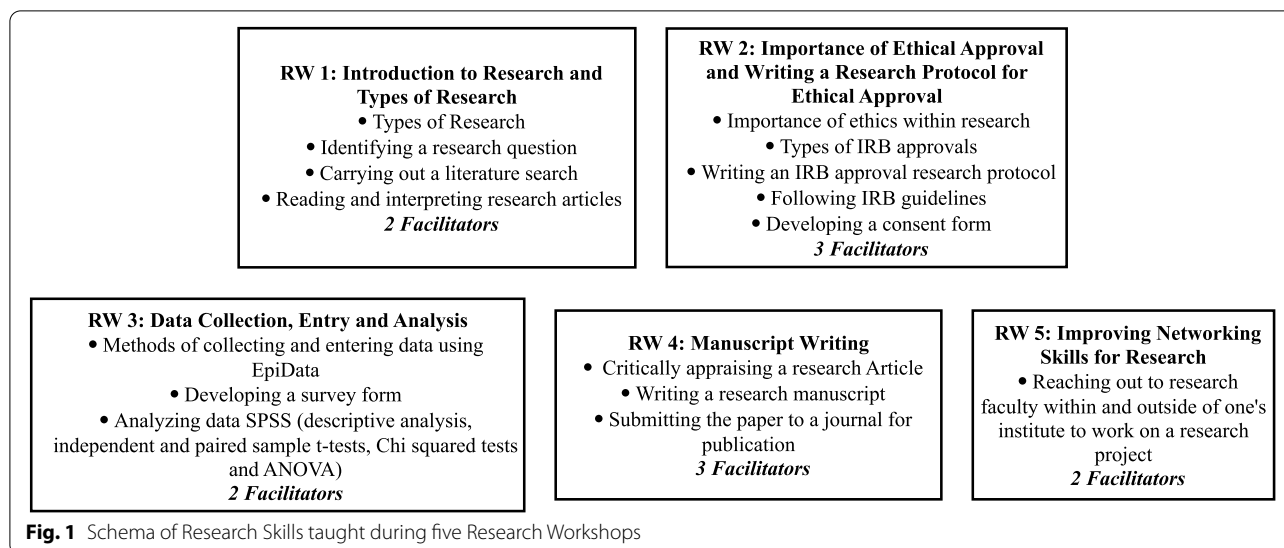 RW 1: Introduction to Research and
Types of Research
• Types of Research
• Identifying a research question
• Carrying out a literature search
• Reading and interpreting research articles
2 Facilitators
RW 2: Importance of Ethical Approval
and Writing a Research Protocol for
Ethical Approval
• Importance of ethics within research
• Types of IRB approvals
• Writing an IRB approval research protocol
• Following IRB guidelines
• Developing a consent form
3 Facilitators
RW 3: Data Collection, Entry and Analysis
• Methods of collecting and entering data using
EpiData
• Developing a survey form
• Analyzing data SPSS (descriptive analysis,
independent and paired sample t-tests, Chi squared tests
and ANOVA)
2 Facilitators
RW 4: Manuscript Writing
• Critically appraising a research Article
• Writing a research manuscript
• Submitting the paper to a journal for
publication
3 Facilitators
RW 5: Improving Networking
Skills for Research
• Reaching out to research
faculty within and outside of one's
institute to work on a research
project
2 Facilitators
Fig. 1 Schema of Research Skills taught during five Research Workshops